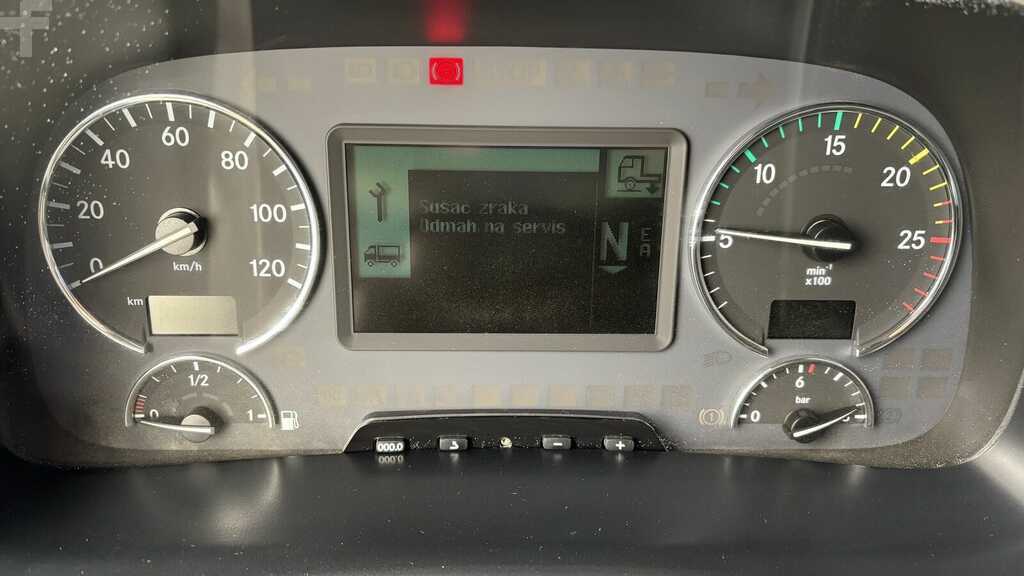 0 20 40 60 80 100 120
km/h
km
Sušač zraka
Odmah na servis
N
E
A
5 10 15 20 25
min⁻¹
x100
0 1/2 1
0 6
bar
000.0
- +